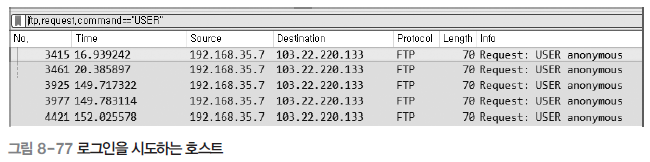 ftp,request,command=="USER"
No. Time Source Destination Protocol Length Info
3415 16.939242 192.168.35.7 103.22.220.133 FTP 70 Request: USER anonymous
3461 20.385897 192.168.35.7 103.22.220.133 FTP 70 Request: USER anonymous
3925 149.717322 192.168.35.7 103.22.220.133 FTP 70 Request: USER anonymous
3977 149.783114 192.168.35.7 103.22.220.133 FTP 70 Request: USER anonymous
4421 152.025578 192.168.35.7 103.22.220.133 FTP 70 Request: USER anonymous
그림 8-77 로그인을 시도하는 호스트